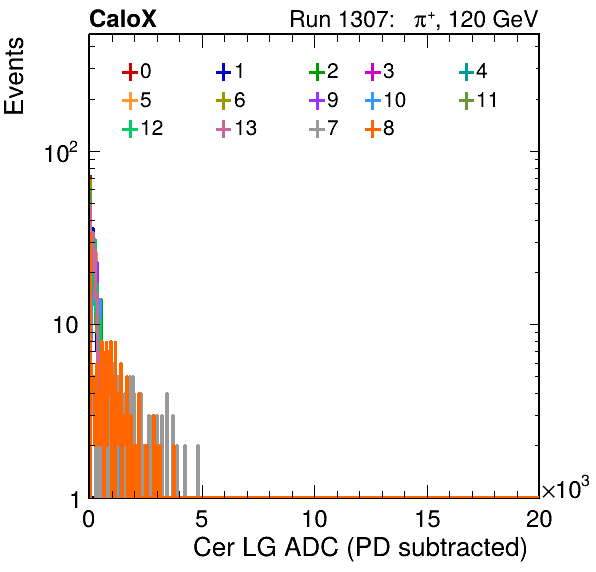 CaloX Run 1307: π⁺, 120 GeV
Events
0 1 2 3 4
5 6 9 10 11
12 13 7 8
10²
10
1
0 5 10 15 20
×10³
Cer LG ADC (PD subtracted)